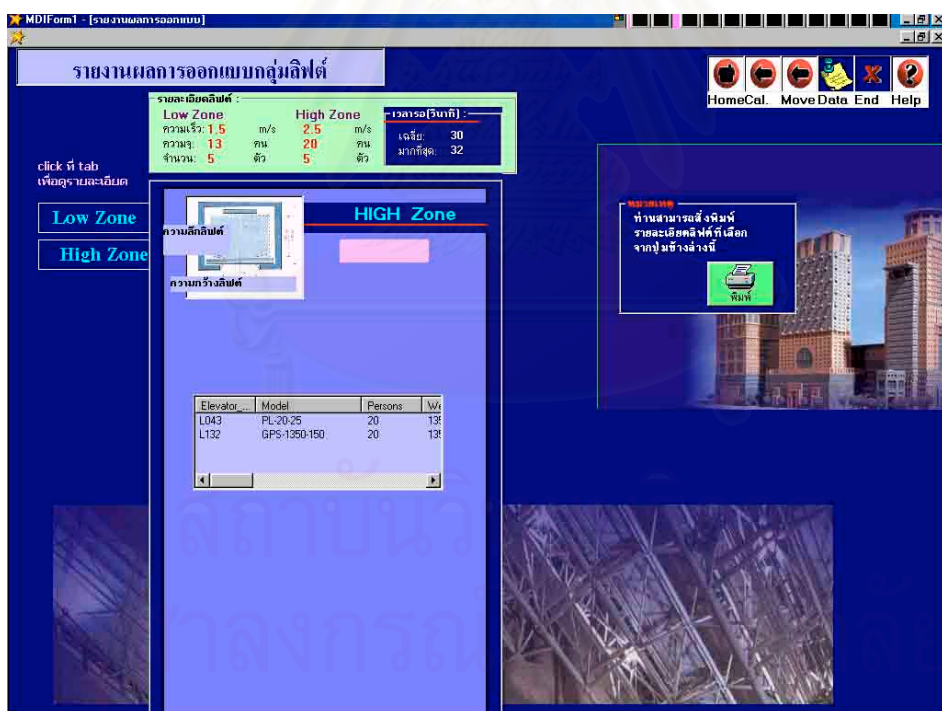 MDIForm1 - [รายงานผลการออกแบบ]
รายงานผลการออกแบบกลุ่มลิฟต์
HomeCal. Move Data End Help
รายละเอียดลิฟต์ :
Low Zone High Zone
ความเร็ว: 1.5 m/s 2.5 m/s
ความจุ: 13 คน 20 คน
จำนวน: 5 ตัว 5 ตัว
เวลารอ(วินาที) :
เฉลี่ย: 30
มากที่สุด: 32
click ที่ tab
เพื่อดูรายละเอียด
Low Zone
High Zone
HIGH Zone
ความลึกลิฟต์
ความกว้างลิฟต์
หมายเหตุ
ท่านสามารถสั่งพิมพ์
รายละเอียดลิฟต์ที่เลือก
จากปุ่มข้างล่างนี้
พิมพ์
Elevator_... Model Persons We
L043 PL-20-25 20 135
L132 GPS-1350-150 20 135